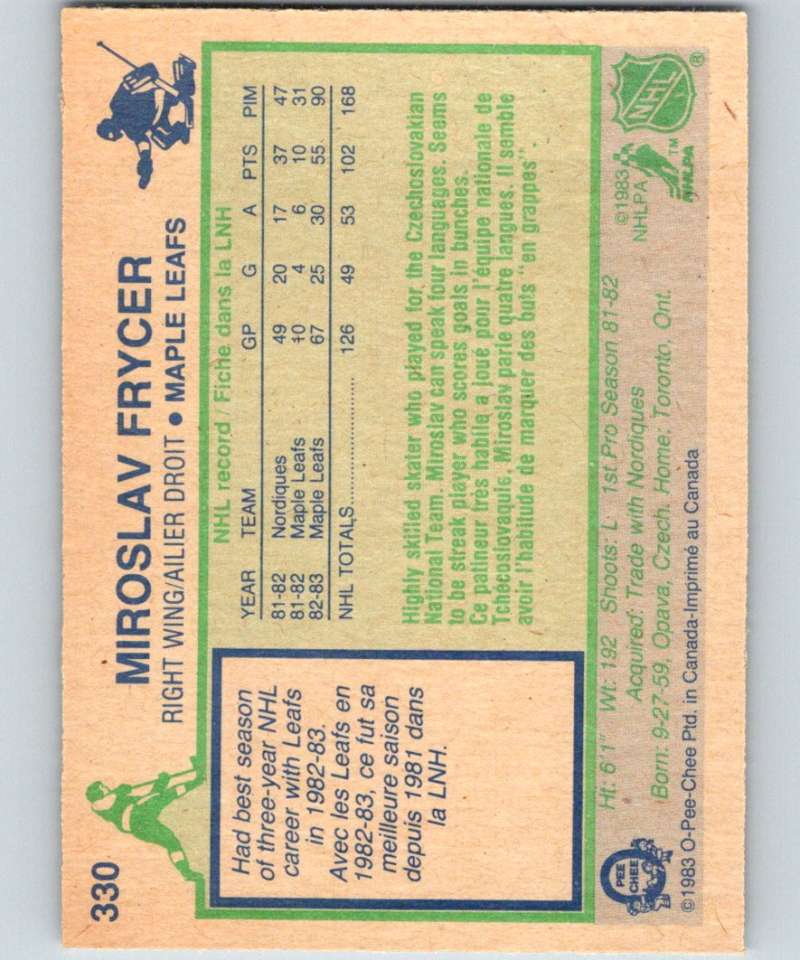 330
MIROSLAV FRYCER
RIGHT WING/AILIER DROIT • MAPLE LEAFS
Had best season
of three-year NHL
career with Leafs
in 1982-83.
Avec les Leafs en
1982-83, ce fut sa
meilleure saison
depuis 1981 dans
la LNH.
NHL record / Fiche dans la LNH
YEAR TEAM GP G A PTS PIM
81-82 Nordiques 49 20 17 37 47
81-82 Maple Leafs 10 4 6 10 31
82-83 Maple Leafs 67 25 30 55 90
NHL TOTALS 126 49 53 102 168
Highly skilled skater who played for the Czechoslovakian
National Team. Miroslav can speak four languages. Seems
to be streak player who scores goals in bunches.
Ce patineur très habile a joué pour l'équipe nationale de
Tchecoslovaquie. Miroslav parle quatre langues. Il semble
avoir l'habitude de marquer des buts "en grappes".
Ht: 6'1" Wt: 192 Shoots: L 1st Pro Season 81-82
Acquired: Trade with Nordiques
Born: 9-27-59, Opava, Czech. Home: Toronto, Ont.
©1983 O-Pee-Chee Ptd. in Canada-Imprimé au Canada
O
PEE
CHEE
©1983
NHLPA
NHLPA
TM
NHL
®